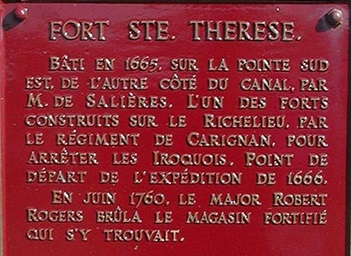 FORT STE. THERESE.
BÂTI EN 1665, SUR LA POINTE SUD
EST, DE L'AUTRE CÔTÉ DU CANAL, PAR
M. DE SALIÈRES. L'UN DES FORTS
CONSTRUITS SUR LE RICHELIEU, PAR
LE RÉGIMENT DE CARIGNAN, POUR
ARRÊTER LES IROQUOIS. POINT DE
DÉPART DE L'EXPÉDITION DE 1666.
EN JUIN 1760, LE MAJOR ROBERT
ROGERS BRÛLA LE MAGASIN FORTIFIÉ
QUI S'Y TROUVAIT.